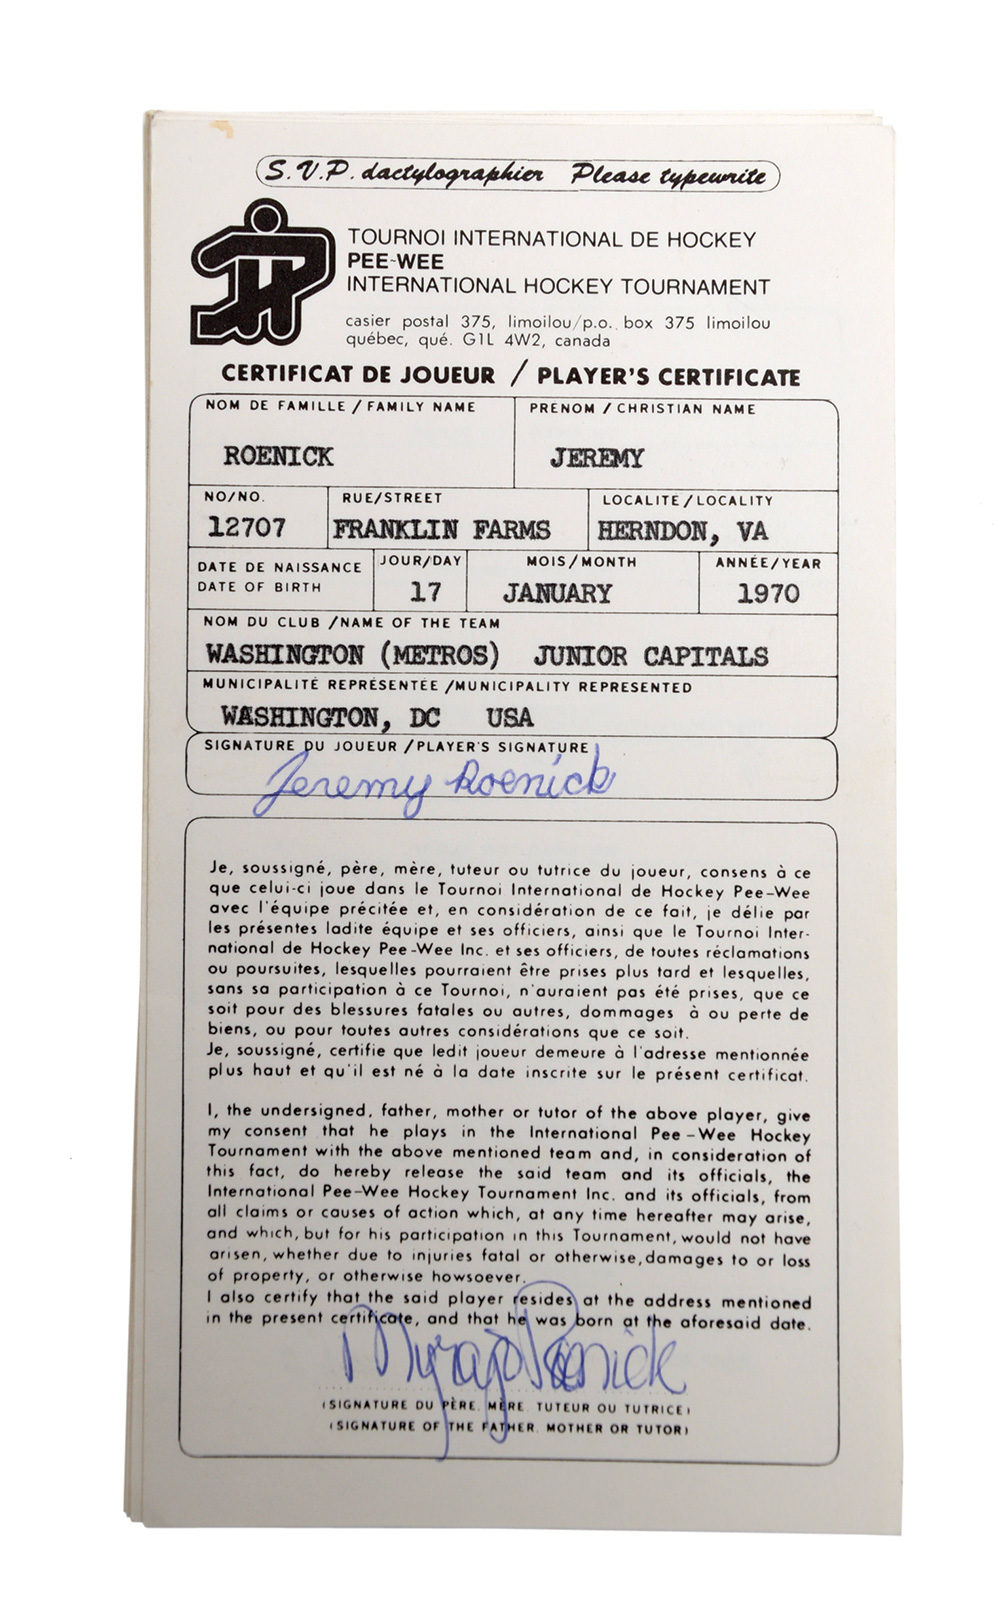 S.V.P. dactylographier Please typewrite
TOURNOI INTERNATIONAL DE HOCKEY
PEE-WEE
INTERNATIONAL HOCKEY TOURNAMENT
casier postal 375, limoilou/p.o. box 375 limoilou
québec, qué. G1L 4W2, canada
CERTIFICAT DE JOUEUR / PLAYER'S CERTIFICATE
NOM DE FAMILLE / FAMILY NAME PRENOM / CHRISTIAN NAME
ROENICK JEREMY
NO/NO. RUE/STREET LOCALITE/LOCALITY
12707 FRANKLIN FARMS HERNDON, VA
DATE DE NAISSANCE JOUR/DAY MOIS/MONTH ANNÉE/YEAR
DATE OF BIRTH 17 JANUARY 1970
NOM DU CLUB /NAME OF THE TEAM
WASHINGTON (METROS) JUNIOR CAPITALS
MUNICIPALITÉ REPRÉSENTÉE /MUNICIPALITY REPRESENTED
WASHINGTON, DC USA
SIGNATURE DU JOUEUR /PLAYER'S SIGNATURE
Jeremy Roenick
Je, soussigné, père, mère, tuteur ou tutrice du joueur, consens à ce
que celui-ci joue dans le Tournoi International de Hockey Pee-Wee
avec l'équipe précitée et, en considération de ce fait, je délie par
les présentes ladite équipe et ses officiers, ainsi que le Tournoi Inter-
national de Hockey Pee-Wee Inc. et ses officiers, de toutes réclamations
ou poursuites, lesquelles pourraient être prises plus tard et lesquelles,
sans sa participation à ce Tournoi, n'auraient pas été prises, que ce
soit pour des blessures fatales ou autres, dommages à ou perte de
biens, ou pour toutes autres considérations que ce soit.
Je, soussigné, certifie que ledit joueur demeure à l'adresse mentionnée
plus haut et qu'il est né à la date inscrite sur le présent certificat.
I, the undersigned, father, mother or tutor of the above player, give
my consent that he plays in the International Pee-Wee Hockey
Tournament with the above mentioned team and, in consideration of
this fact, do hereby release the said team and its officials, the
International Pee-Wee Hockey Tournament Inc. and its officials, from
all claims or causes of action which, at any time hereafter may arise,
and which, but for his participation in this Tournament, would not have
arisen, whether due to injuries fatal or otherwise, damages to or loss
of property, or otherwise howsoever.
I also certify that the said player resides at the address mentioned
in the present certificate, and that he was born at the aforesaid date.
Roenick
(SIGNATURE DU PÈRE, MÈRE, TUTEUR OU TUTRICE)
(SIGNATURE OF THE FATHER, MOTHER OR TUTOR)